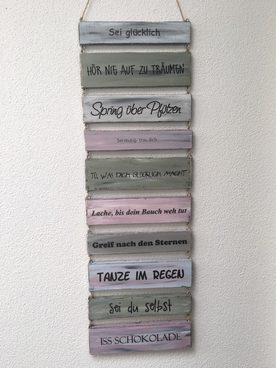 Sei glücklich
HÖR NIE AUF ZU TRÄUMEN
Spring über Pfützen
TU, WAS DICH GLÜCKLICH MACHT
Lache, bis dein Bauch weh tut
Greif nach den Sternen
TANZE IM REGEN
sei du selbst
ISS SCHOKOLADE